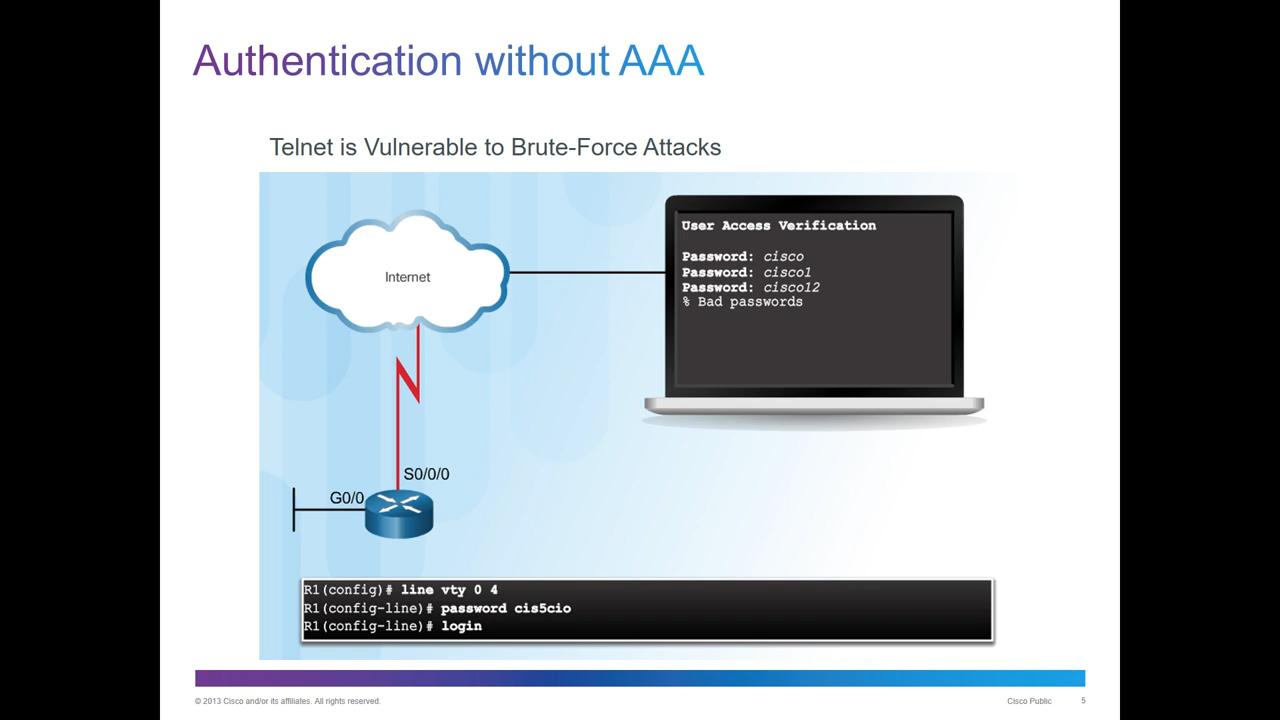 Authentication without AAA
Telnet is Vulnerable to Brute-Force Attacks
Internet
User Access Verification
Password: cisco
Password: cisco1
Password: cisco12
% Bad passwords
S0/0/0
G0/0
R1(config)# line vty 0 4
R1(config-line)# password cis5cio
R1(config-line)# login
© 2013 Cisco and/or its affiliates. All rights reserved.
Cisco Public
5